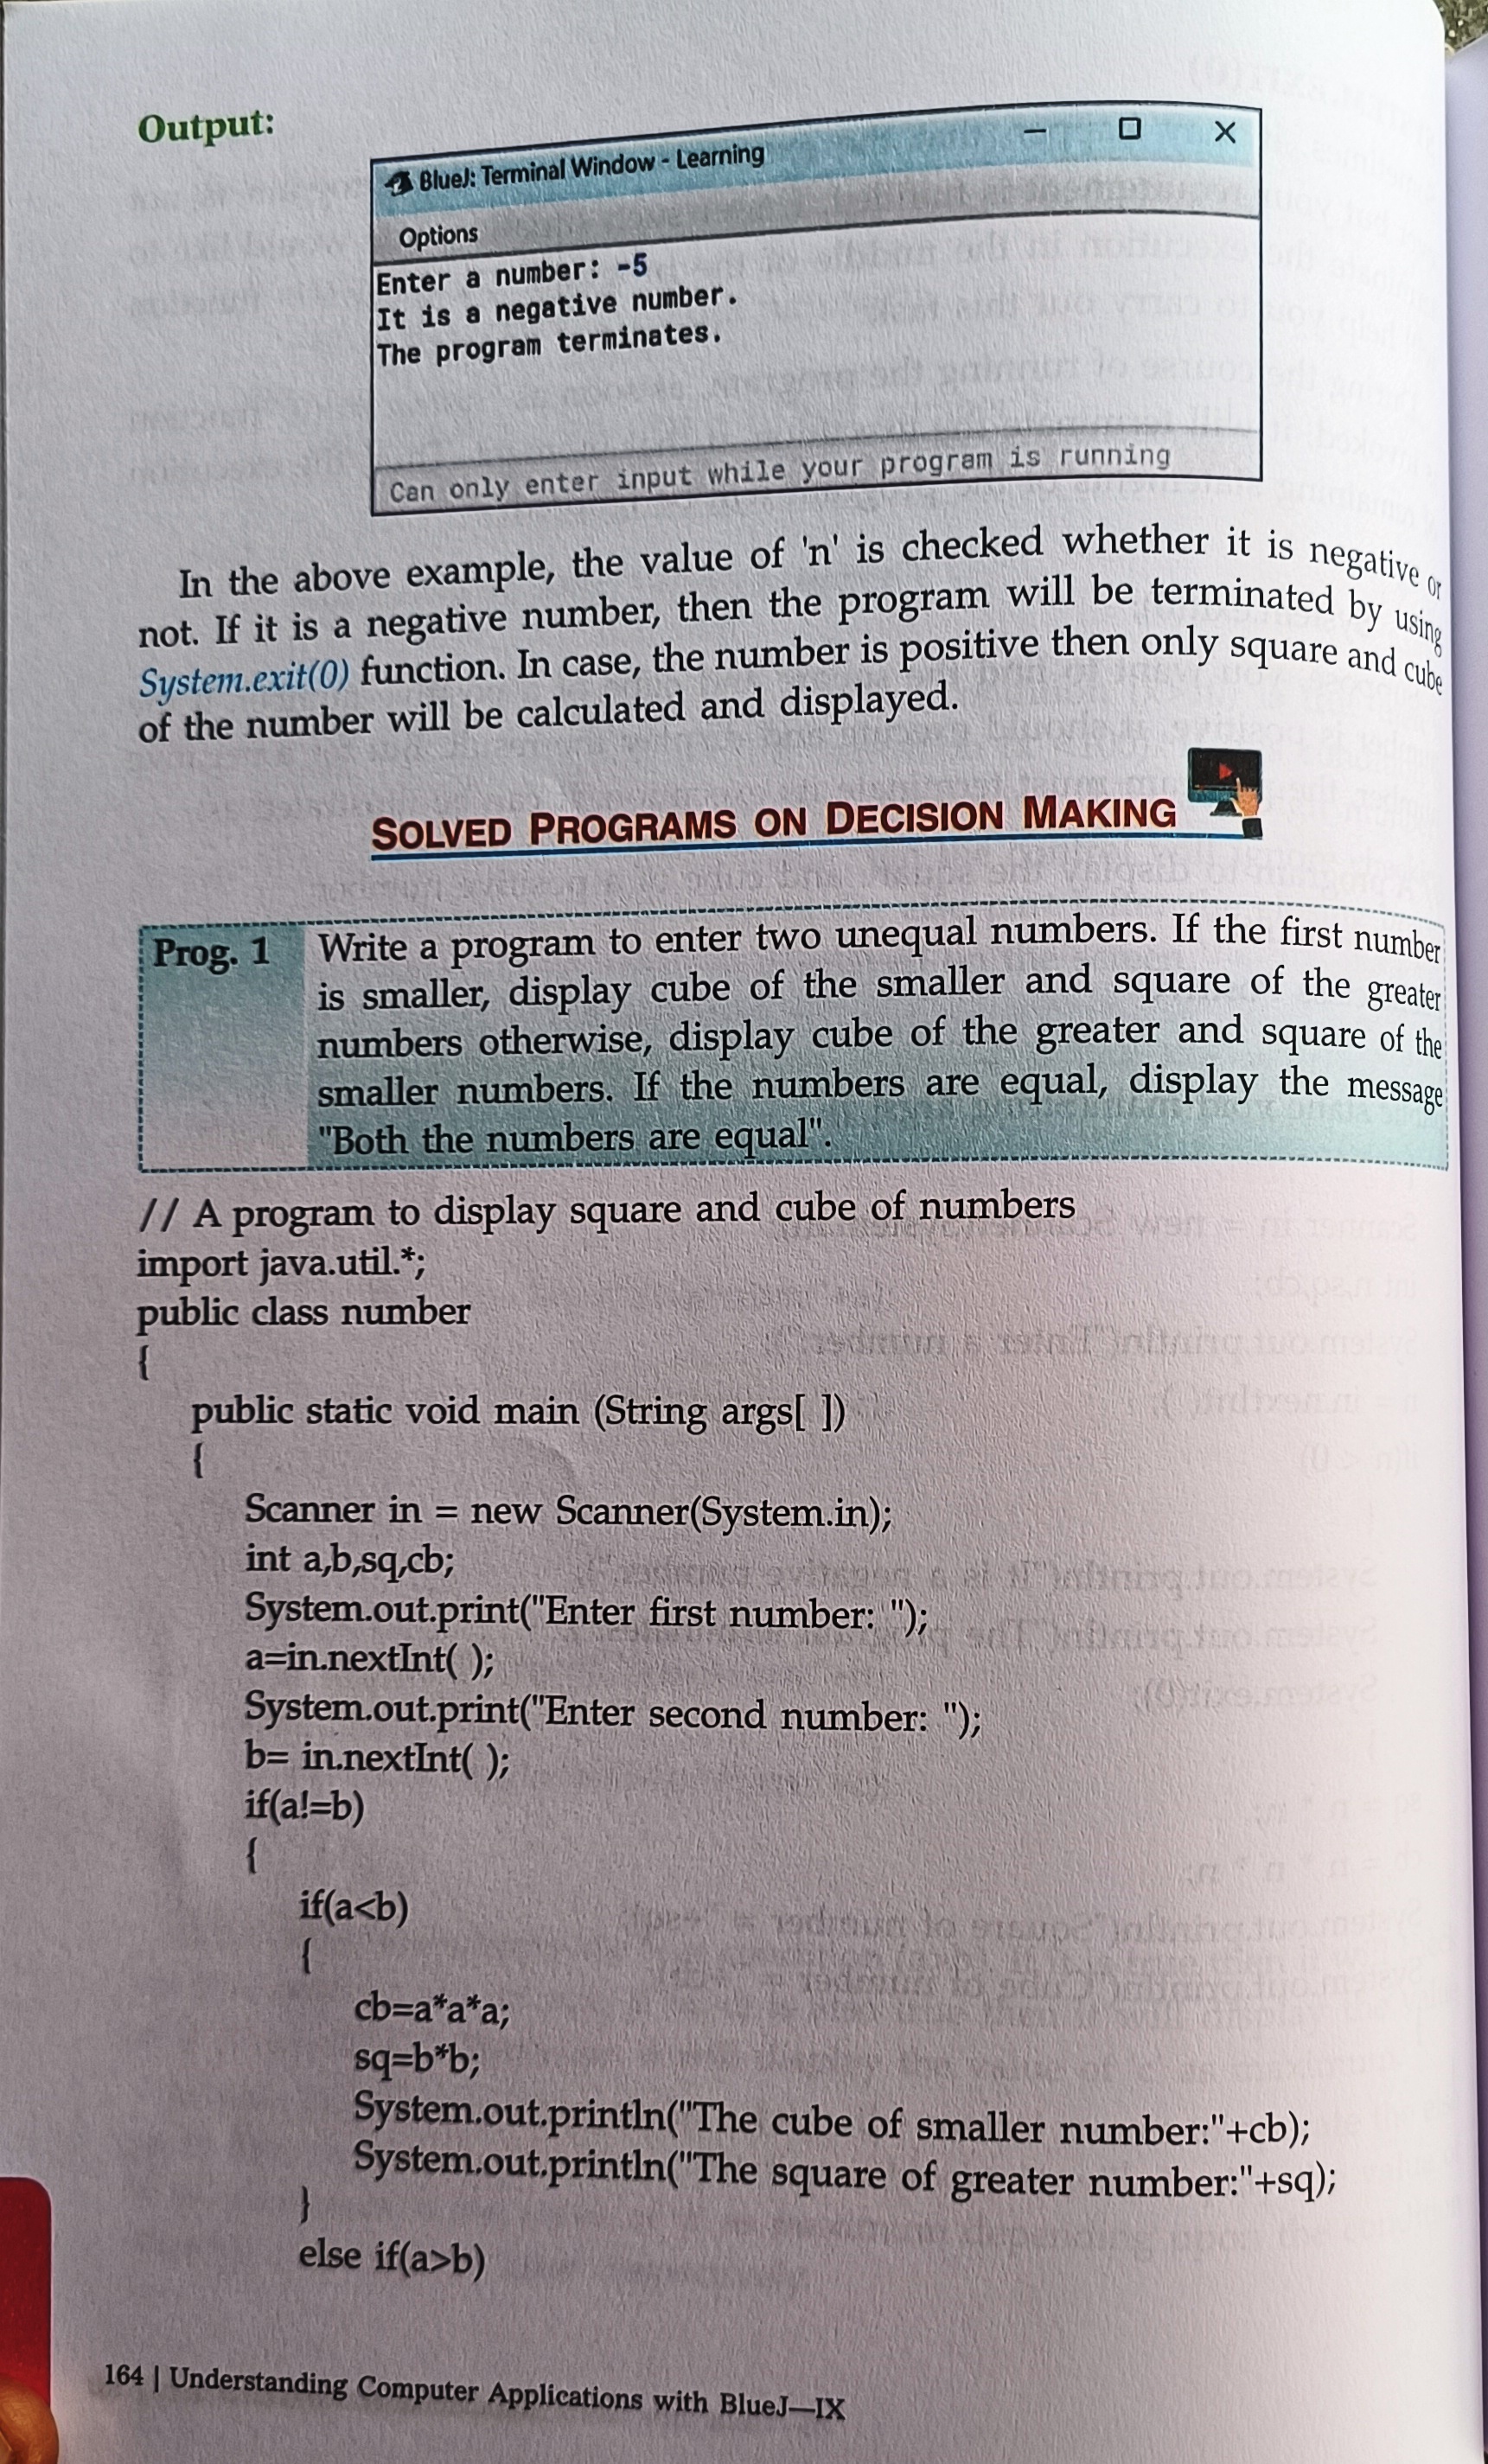 Output:
BlueJ: Terminal Window - Learning
Options
Enter a number: -5
It is a negative number.
The program terminates.
Can only enter input while your program is running
In the above example, the value of 'n' is checked whether it is negative or
not. If it is a negative number, then the program will be terminated by using
System.exit(0) function. In case, the number is positive then only square and cube
of the number will be calculated and displayed.
SOLVED PROGRAMS ON DECISION MAKING
Prog. 1 Write a program to enter two unequal numbers. If the first number
is smaller, display cube of the smaller and square of the greater
numbers otherwise, display cube of the greater and square of the
smaller numbers. If the numbers are equal, display the message
"Both the numbers are equal".
// A program to display square and cube of numbers
import java.util.*;
public class number
{
public static void main (String args[ ])
{
Scanner in = new Scanner(System.in);
int a,b,sq,cb;
System.out.print("Enter first number: ");
a=in.nextInt( );
System.out.print("Enter second number: ");
b= in.nextInt( );
if(a!=b)
{
if(a<b)
{
cb=a*a*a;
sq=b*b;
System.out.println("The cube of smaller number:"+cb);
System.out.println("The square of greater number:"+sq);
}
else if(a>b)
164 | Understanding Computer Applications with BlueJ—IX